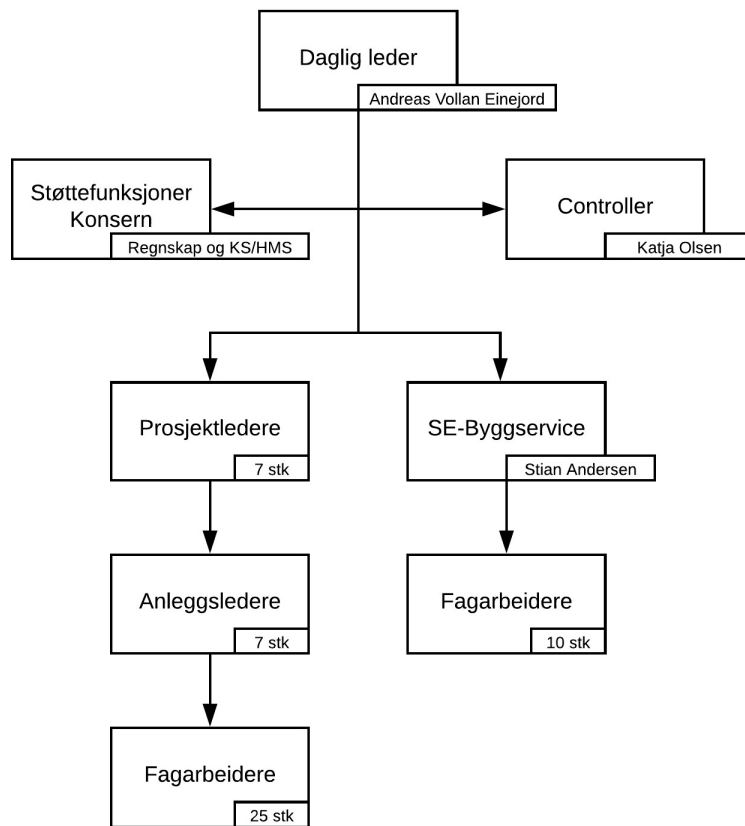 Daglig leder
Andreas Vollan Einejord
Støttefunksjoner
Konsern
Regnskap og KS/HMS
Controller
Katja Olsen
Prosjektledere
7 stk
SE-Byggservice
Stian Andersen
Anleggsledere
7 stk
Fagarbeidere
10 stk
Fagarbeidere
25 stk